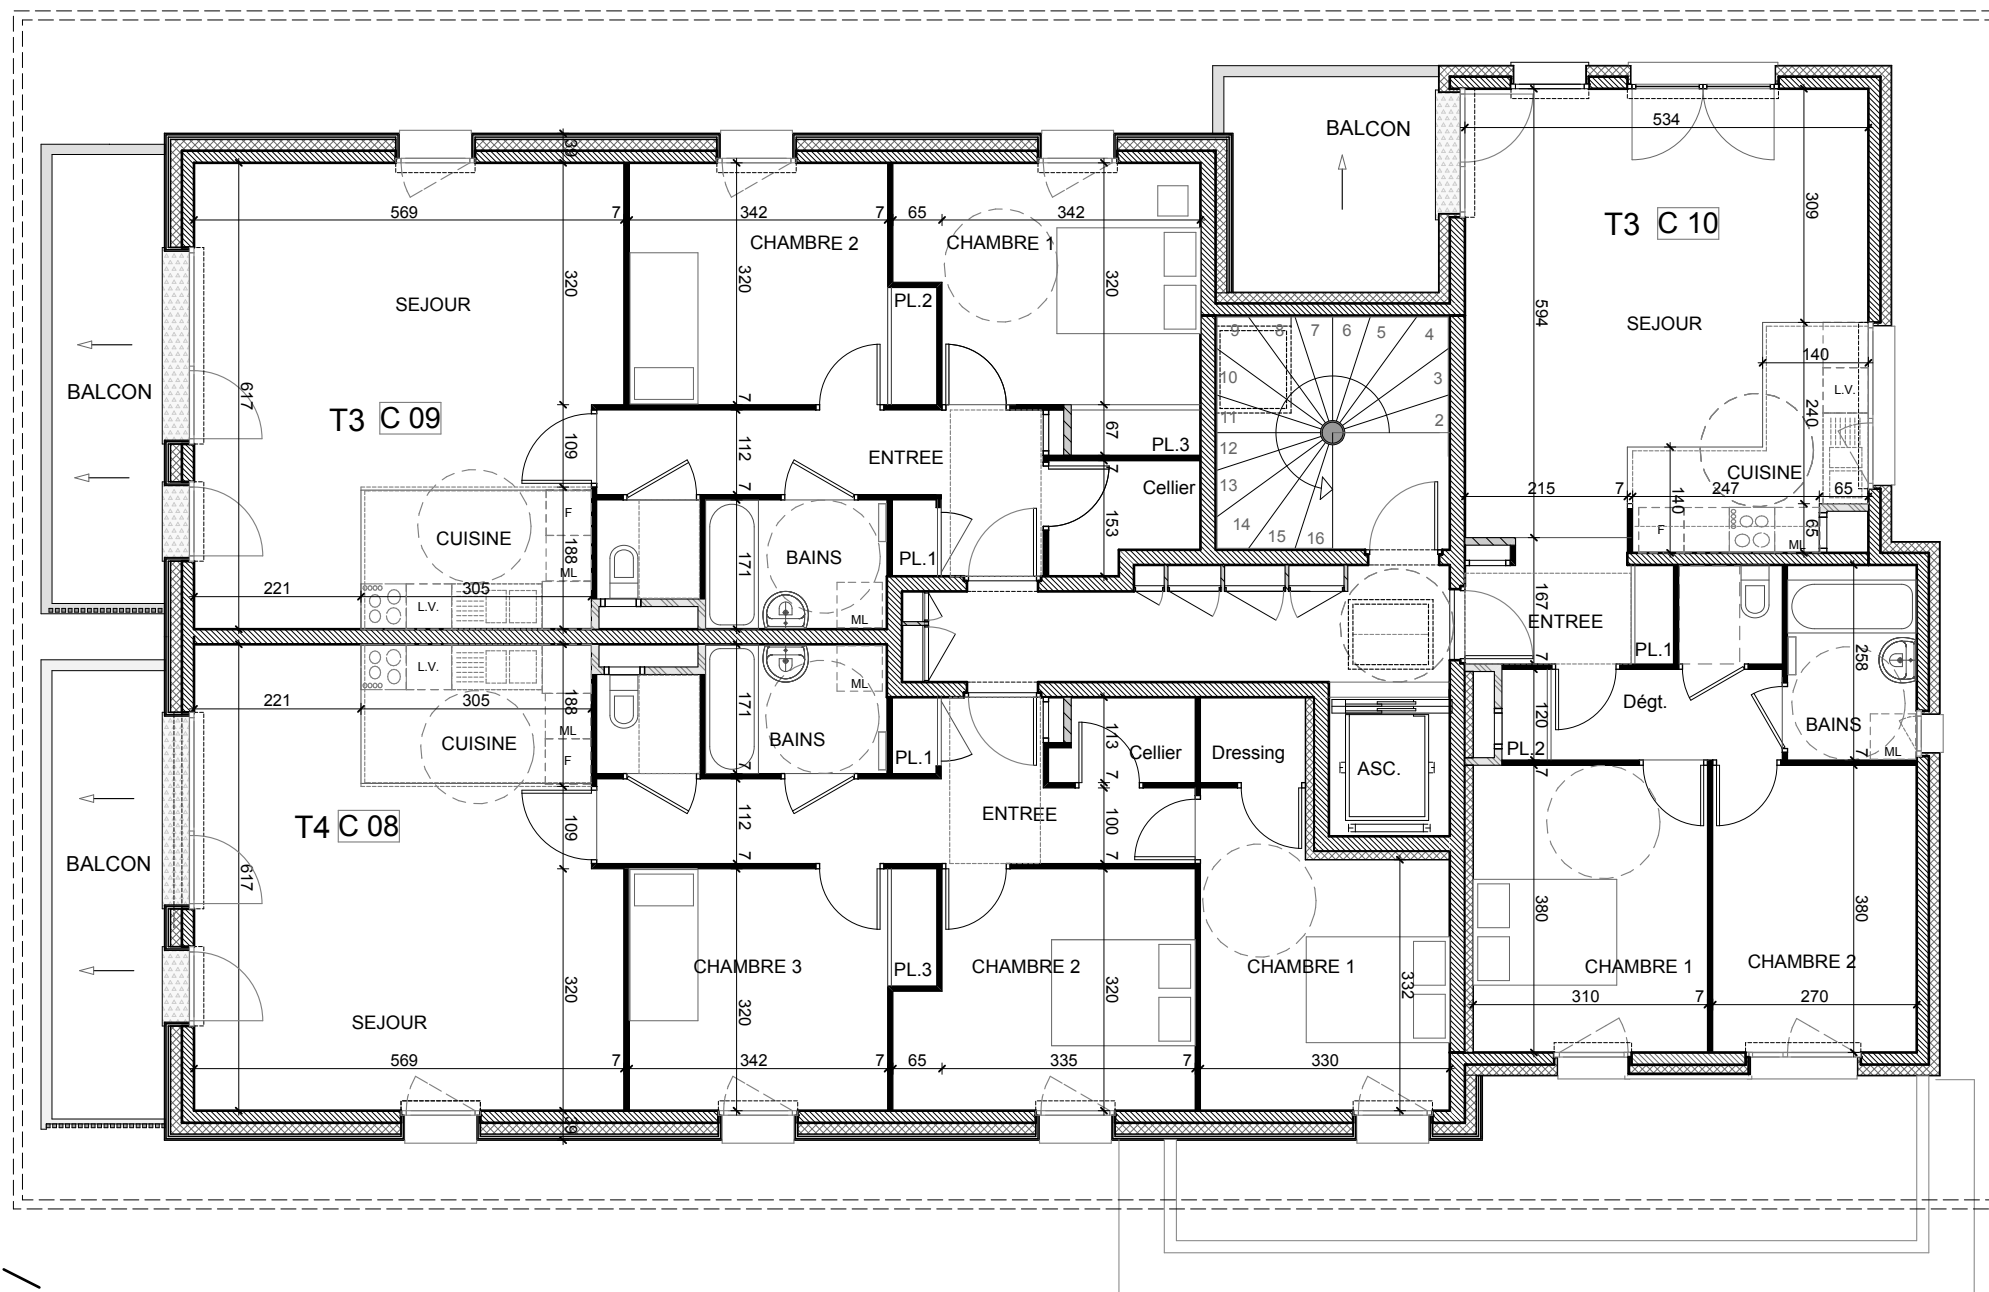 BALCON
534
39
569
7
342
7
65
342
309
T3 C 10
CHAMBRE 2
CHAMBRE 1
320
320
320
SEJOUR
PL.2
594
SEJOUR
9
8
7
6
5
4
10
3
11
2
12
13
14
15
16
140
L.V.
BALCON
617
T3 C 09
7
109
112
67
PL.3
240
ENTREE
CUISINE
7
7
Cellier
215
7
247
65
F
140
153
CUISINE
188
171
BAINS
PL.1
F
ML
65
ML
221
L.V.
305
ML
167
ENTREE
PL.1
258
7
L.V.
ML
221
305
188
171
Dégt.
CUISINE
ML
F
BAINS
PL.1
113
Cellier
Dressing
120
PL.2
BAINS
ML
7
7
7
ASC.
7
T4 C 08
109
112
ENTREE
100
BALCON
7
7
617
380
380
CHAMBRE 3
PL.3
CHAMBRE 2
CHAMBRE 1
CHAMBRE 1
CHAMBRE 2
320
320
320
332
310
7
270
SEJOUR
569
7
342
7
65
335
7
330
39